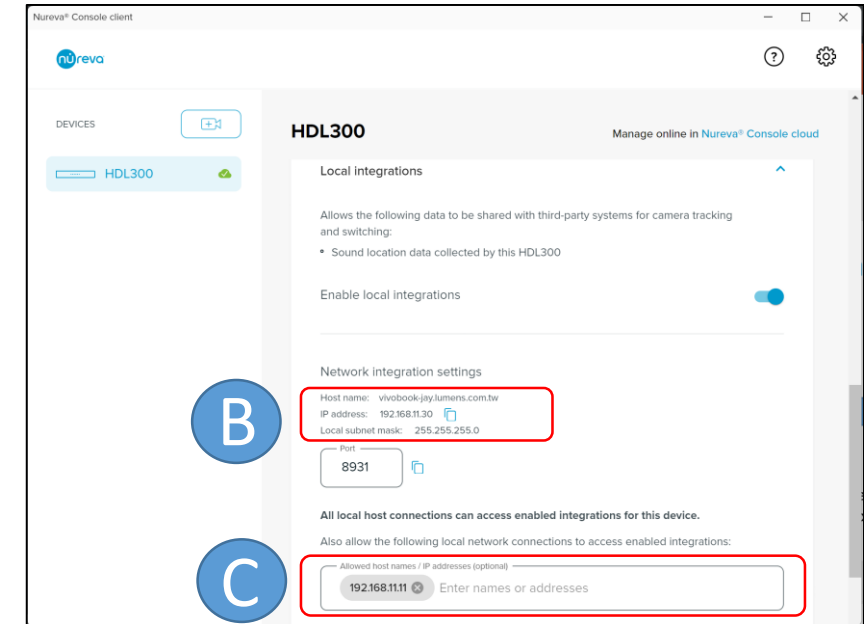 Nureva® Console client
nureva
DEVICES
HDL300
HDL300
Manage online in Nureva® Console cloud
Local integrations
Allows the following data to be shared with third-party systems for camera tracking
and switching:
• Sound location data collected by this HDL300
Enable local integrations
Network integration settings
B
Host name: vivobook-jay.lumens.com.tw
IP address: 192.168.11.30
Local subnet mask: 255.255.255.0
Port
8931
All local host connections can access enabled integrations for this device.
Also allow the following local network connections to access enabled integrations:
C
Allowed host names / IP addresses (optional)
192.168.11.11 Enter names or addresses